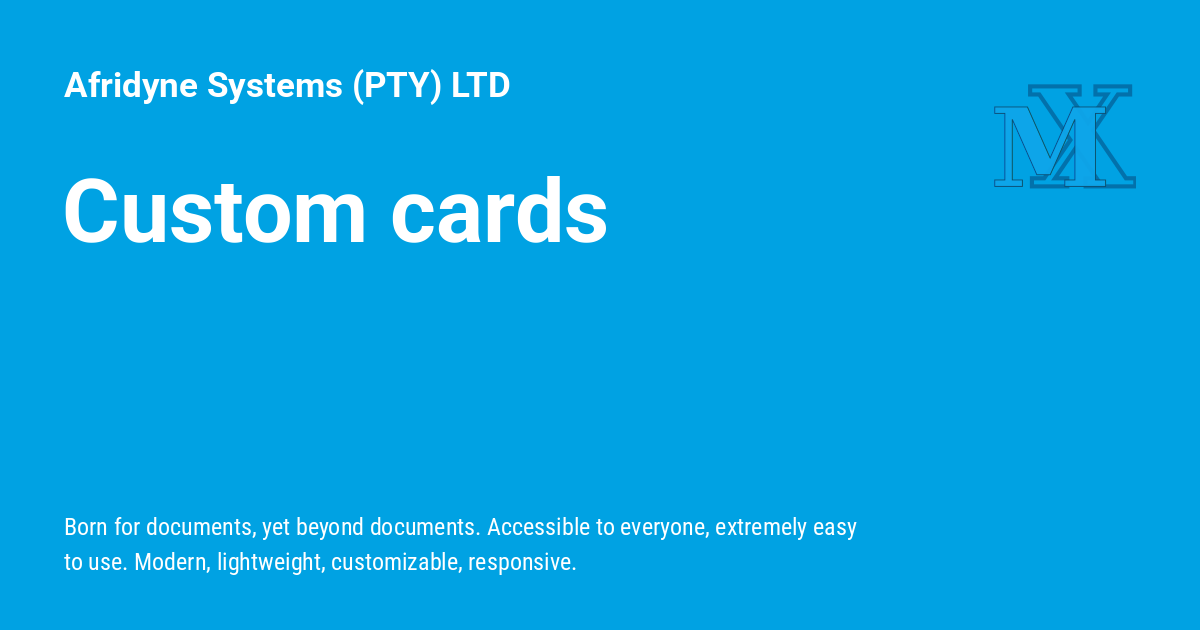 Afridyne Systems (PTY) LTD
MX
Custom cards
Born for documents, yet beyond documents. Accessible to everyone, extremely easy
to use. Modern, lightweight, customizable, responsive.